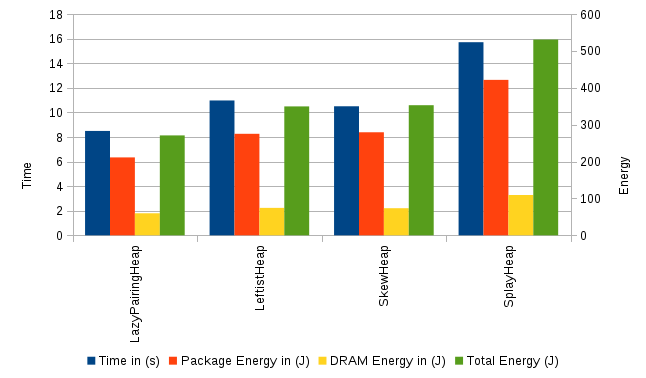 18
16
14
12
10
8
6
4
2
0
600
500
400
300
200
100
0
Time
Energy
LazyPairingHeap
LeftistHeap
SkewHeap
SplayHeap
Time in (s) Package Energy in (J) DRAM Energy in (J) Total Energy (J)